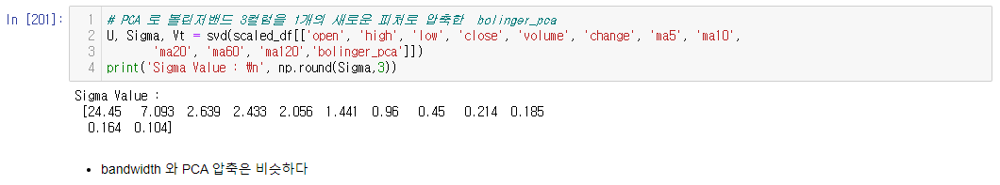 In [201]:
1 # PCA 로 볼린저밴드 3컬럼을 1개의 새로운 피처로 압축한 bolinger_pca
2 U, Sigma, Vt = svd(scaled_df[['open', 'high', 'low', 'close', 'volume', 'change', 'ma5', 'ma10',
3 'ma20', 'ma60', 'ma120','bolinger_pca']])
4 print('Sigma Value : ₩n', np.round(Sigma,3))
Sigma Value :
[24.45 7.093 2.639 2.433 2.056 1.441 0.96 0.45 0.214 0.185
0.164 0.104]
• bandwidth 와 PCA 압축은 비슷하다